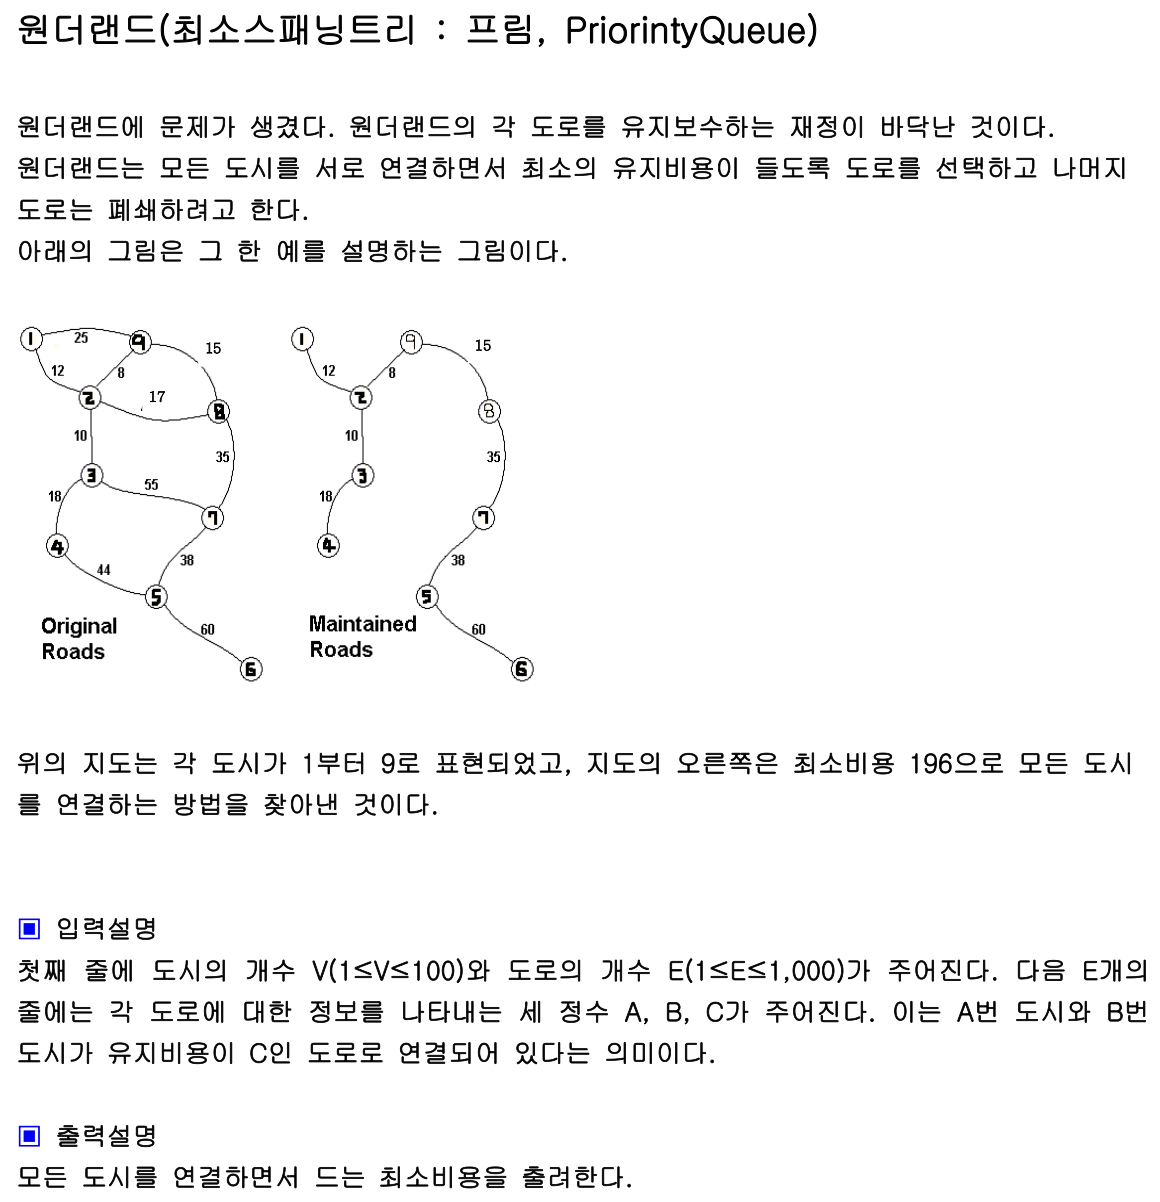 원더랜드(최소스패닝트리 : 프림, PriorintyQueue)
원더랜드에 문제가 생겼다. 원더랜드의 각 도로를 유지보수하는 재정이 바닥난 것이다.
원더랜드는 모든 도시를 서로 연결하면서 최소의 유지비용이 들도록 도로를 선택하고 나머지
도로는 폐쇄하려고 한다.
아래의 그림은 그 한 예를 설명하는 그림이다.
1 25 9 15
12 8
2 17 8
10 35
3 55
18 7
4 44 38
5
60
6
Original
Roads
1 9 15
12 8
2 8
10 35
3
18 7
4 38
5
60
6
Maintained
Roads
위의 지도는 각 도시가 1부터 9로 표현되었고, 지도의 오른쪽은 최소비용 196으로 모든 도시
를 연결하는 방법을 찾아낸 것이다.
▣ 입력설명
첫째 줄에 도시의 개수 V(1≤V≤100)와 도로의 개수 E(1≤E≤1,000)가 주어진다. 다음 E개의
줄에는 각 도로에 대한 정보를 나타내는 세 정수 A, B, C가 주어진다. 이는 A번 도시와 B번
도시가 유지비용이 C인 도로로 연결되어 있다는 의미이다.
▣ 출력설명
모든 도시를 연결하면서 드는 최소비용을 출려한다.